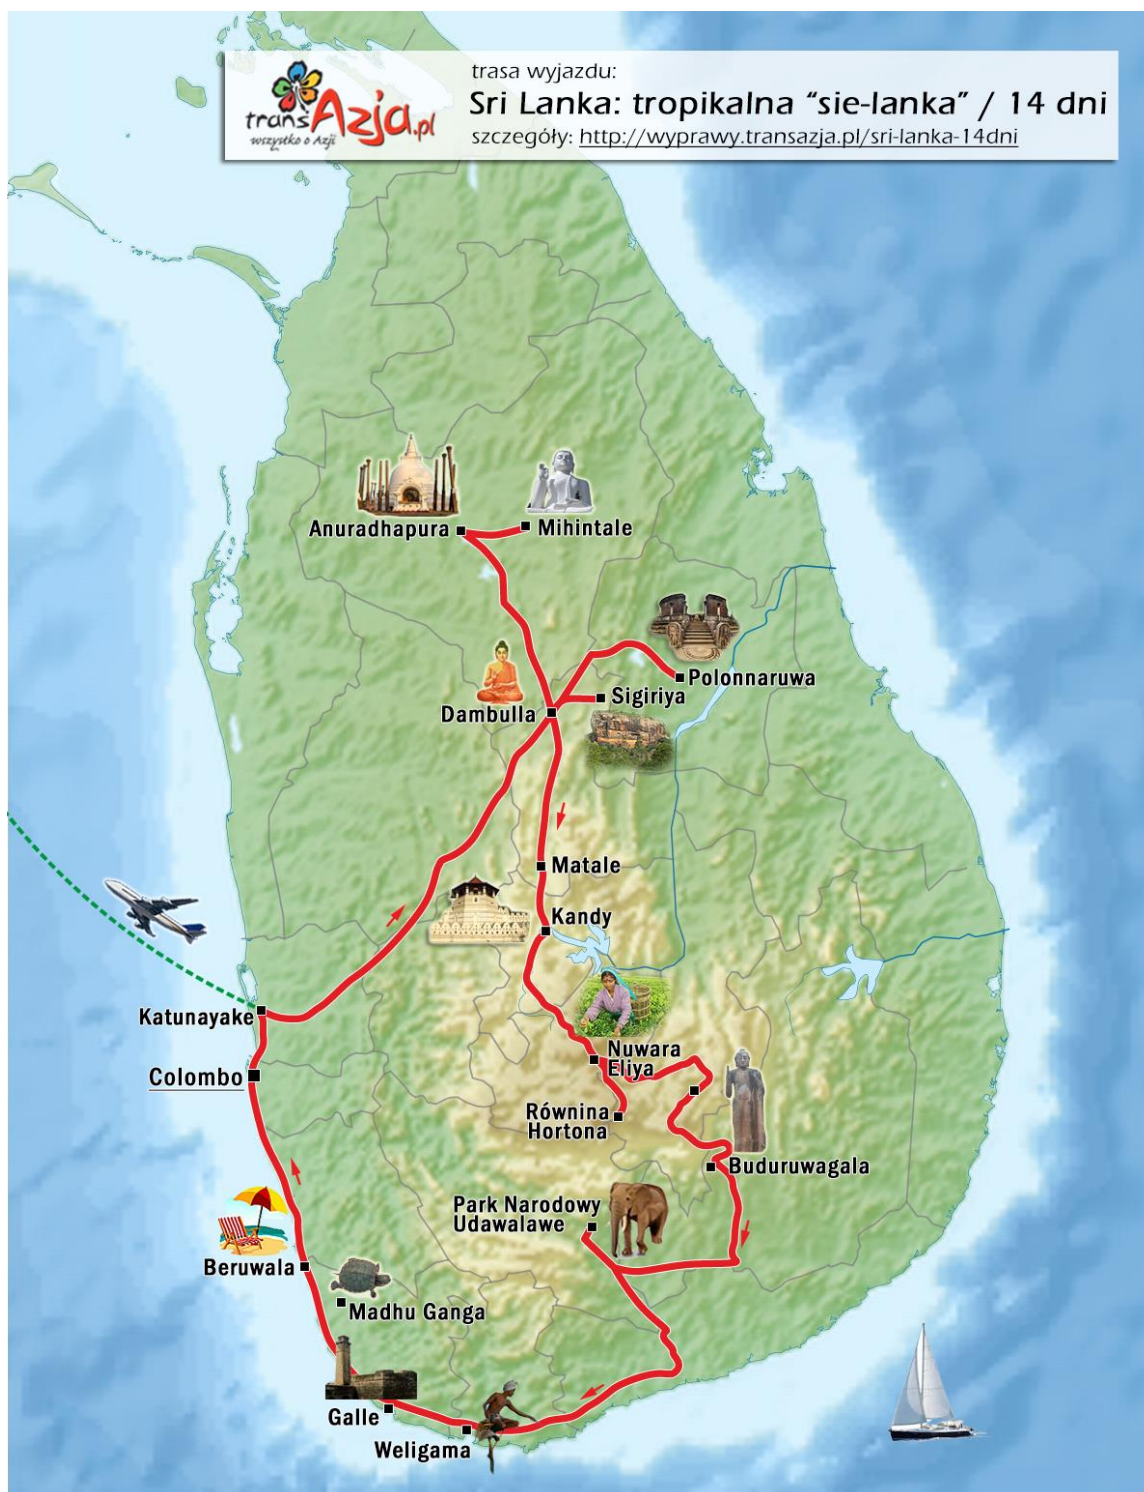 trasa wyjazdu:
transAzja.pl
wszystko o Azji
Sri Lanka: tropikalna “sie-lanka” / 14 dni
szczegóły: http://wyprawy.transazja.pl/sri-lanka-14dni
Anuradhapura
Mihintale
Polonnaruwa
Sigiriya
Dambulla
Matale
Kandy
Katunayake
Nuwara
Eliya
Colombo
Równina
Hortona
Buduruwagala
Park Narodowy
Udawalawe
Beruwala
Madhu Ganga
Galle
Weligama